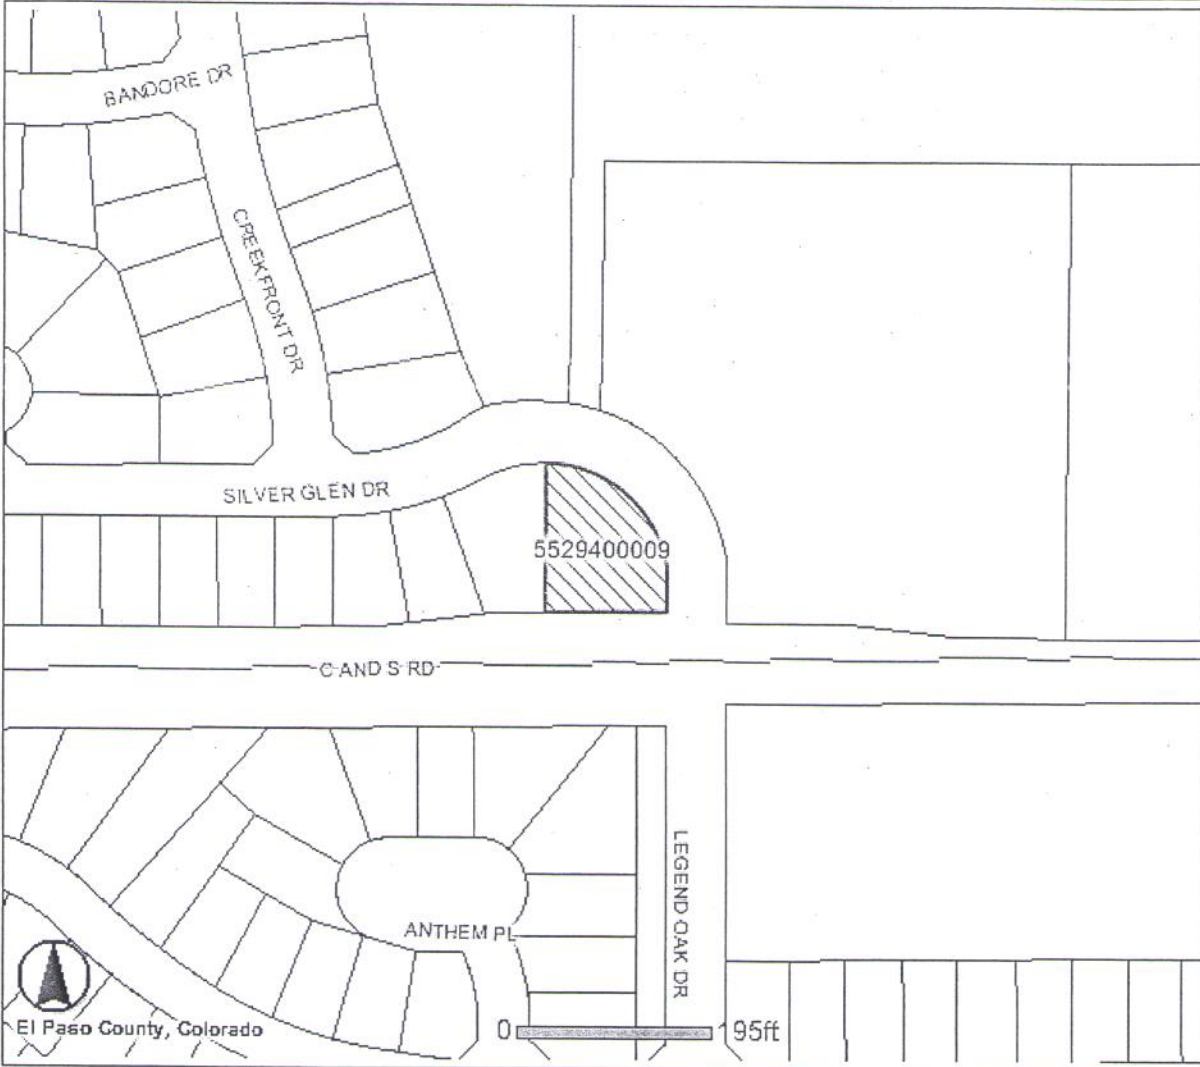 BANDORE DR
CREEKFRONT DR
SILVER GLEN DR
5529400009
C AND S RD
LEGEND OAK DR
ANTHEM PL
El Paso County, Colorado
0 195ft